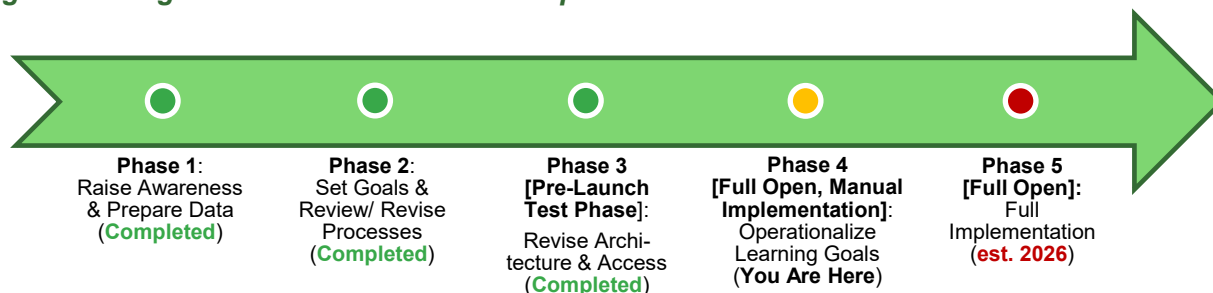 Phase 1:
Raise Awareness
& Prepare Data
(Completed)
Phase 2:
Set Goals &
Review/ Revise
Processes
(Completed)
Phase 3
[Pre-Launch
Test Phase]:
Revise Archi-
tecture & Access
(Completed)
Phase 4
[Full Open, Manual
Implementation]:
Operationalize
Learning Goals
(You Are Here)
Phase 5
[Full Open]:
Full
Implementation
(est. 2026)